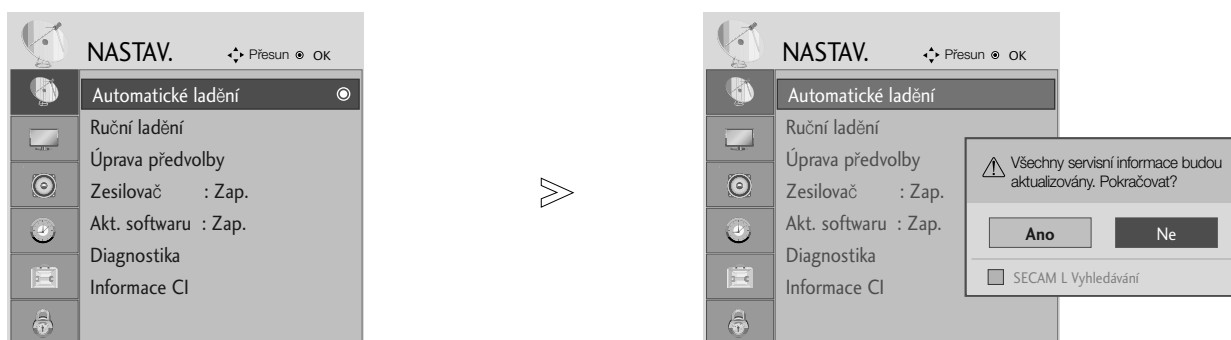 NASTAV.
Přesun OK
Automatické ladění
Ruční ladění
Úprava předvolby
Zesilovač : Zap.
Akt. softwaru : Zap.
Diagnostika
Informace CI
NASTAV.
Přesun OK
Automatické ladění
Ruční ladění
Úprava předvolby
Zesilovač : Zap.
Akt. softwaru : Zap.
Diagnostika
Informace CI
Všechny servisní informace budou
aktualizovány. Pokračovat?
Ano Ne
SECAM L Vyhledávání